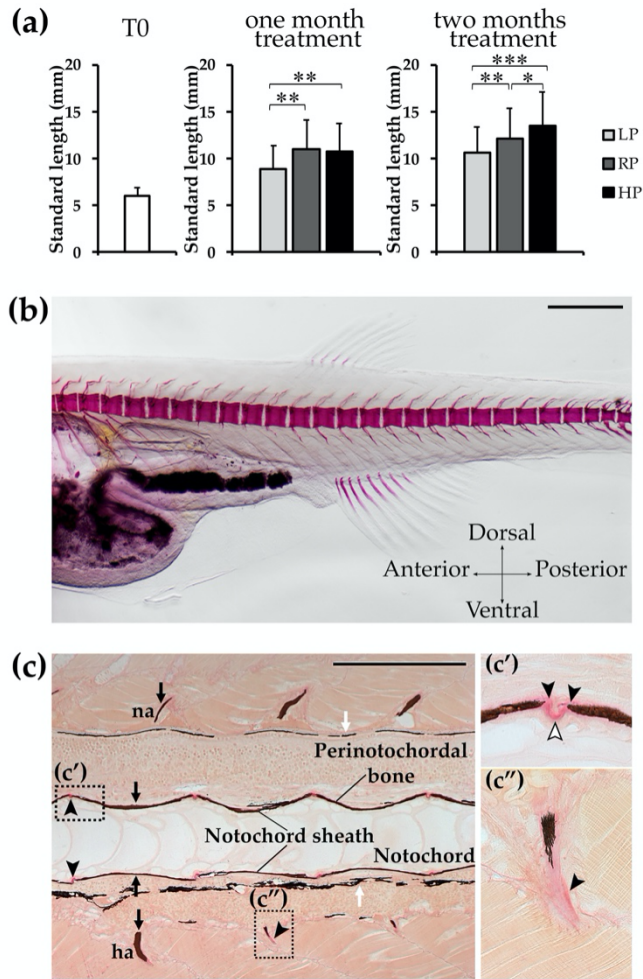 (a)
T0
one month
treatment
two months
treatment
Standard length (mm)
20
15
10
5
0
**
**
Standard length (mm)
20
15
10
5
0
***
**
*
Standard length (mm)
20
15
10
5
0
LP
RP
HP
(b)
Dorsal
Anterior
Posterior
Ventral
(c)
na
Perinotochordal
bone
(c')
Notochord sheath
Notochord
(c'')
ha
(c')
(c'')